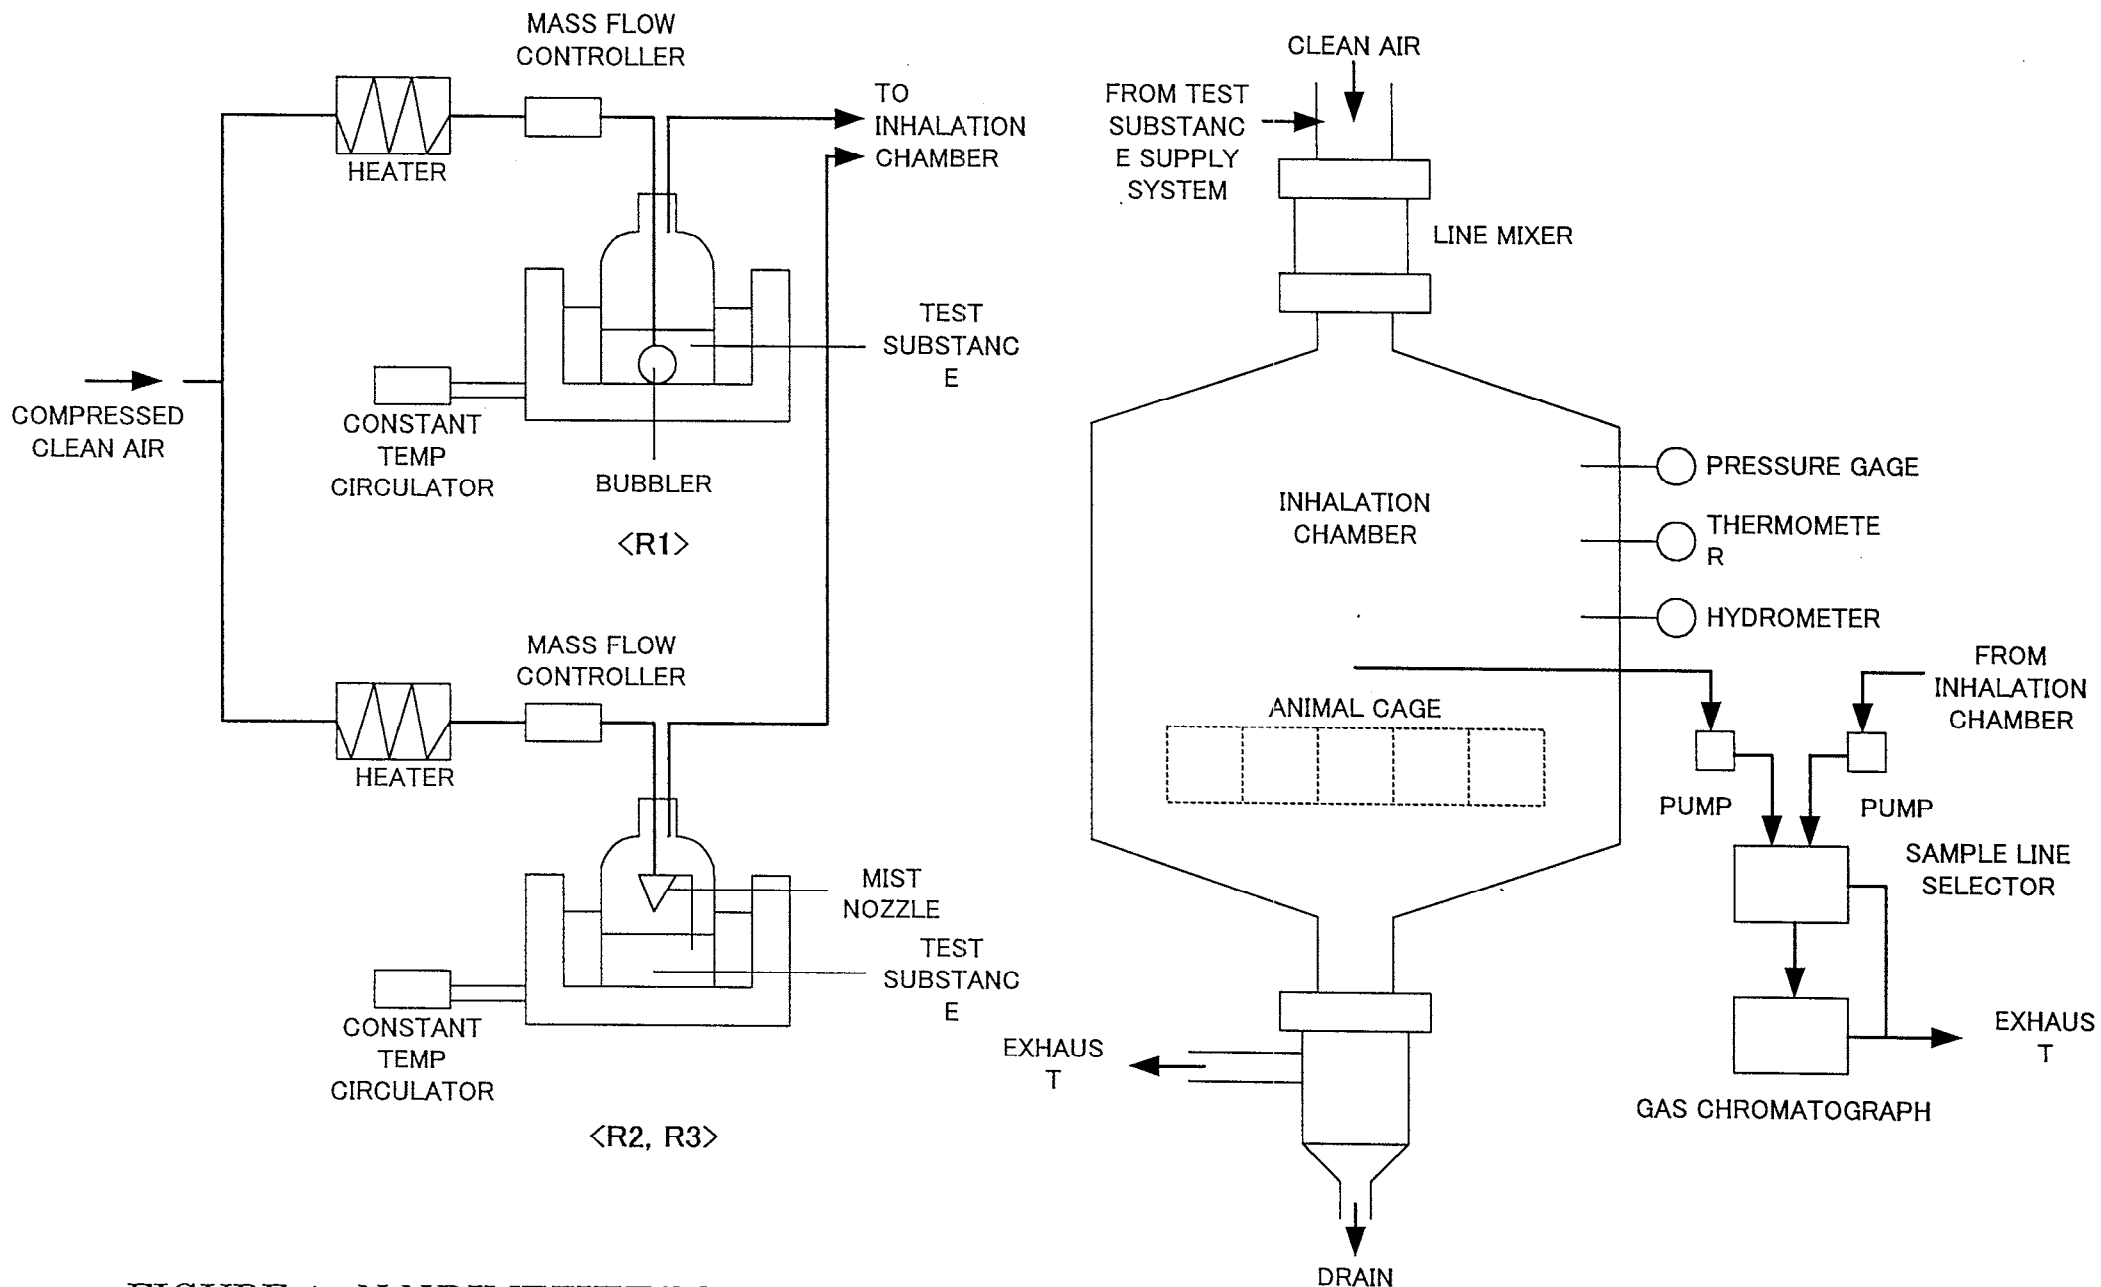 MASS FLOW
CONTROLLER
HEATER
TO
INHALATION
CHAMBER
TEST
SUBSTANC
E
COMPRESSED
CLEAN AIR
CONSTANT
TEMP
CIRCULATOR
BUBBLER
<R1>
MASS FLOW
CONTROLLER
HEATER
MIST
NOZZLE
TEST
SUBSTANC
E
CONSTANT
TEMP
CIRCULATOR
<R2, R3>
CLEAN AIR
FROM TEST
SUBSTANC
E SUPPLY
SYSTEM
LINE MIXER
INHALATION
CHAMBER
PRESSURE GAGE
THERMOMETE
R
HYDROMETER
ANIMAL CAGE
FROM
INHALATION
CHAMBER
PUMP
PUMP
SAMPLE LINE
SELECTOR
EXHAUS
T
GAS CHROMATOGRAPH
EXHAUS
T
DRAIN